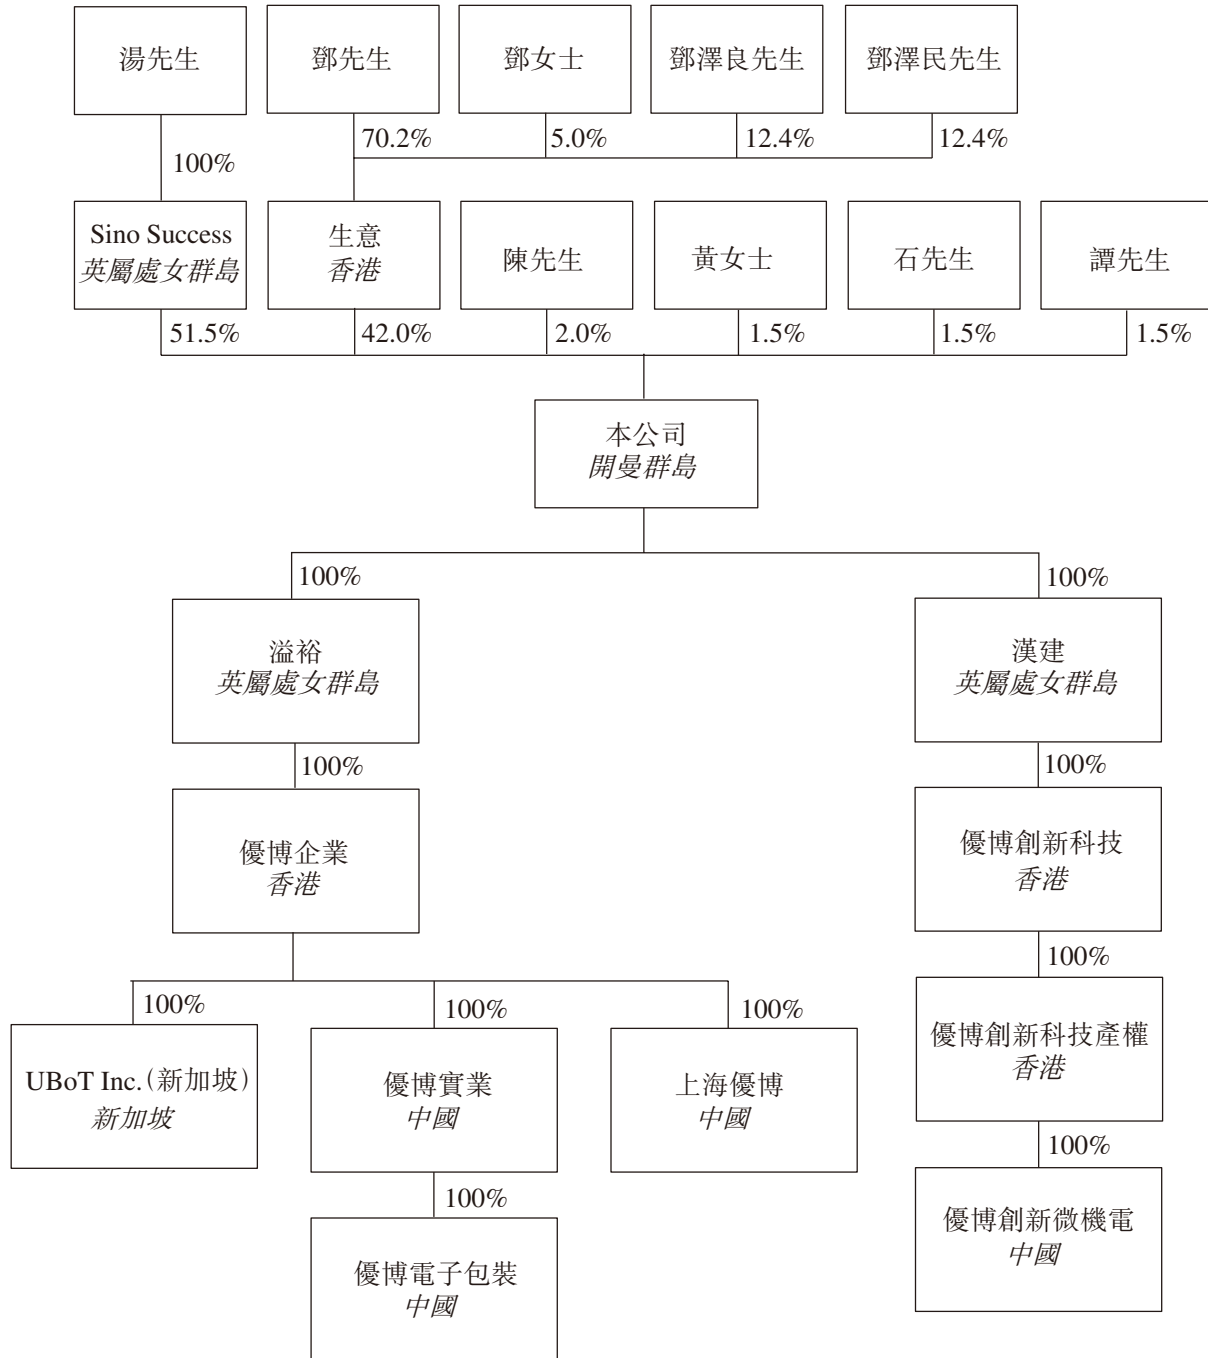 湯先生
鄧先生
鄧女士
鄧澤良先生
鄧澤民先生
70.2%
5.0%
12.4%
12.4%
100%
Sino Success
英屬處女群島
生意
香港
陳先生
黃女士
石先生
譚先生
51.5%
42.0%
2.0%
1.5%
1.5%
1.5%
本公司
開曼群島
100%
100%
溢裕
英屬處女群島
漢建
英屬處女群島
100%
100%
優博企業
香港
優博創新科技
香港
100%
100%
100%
100%
UBoT Inc.(新加坡)
新加坡
優博實業
中國
上海優博
中國
優博創新科技產權
香港
100%
100%
優博電子包裝
中國
優博創新微機電
中國